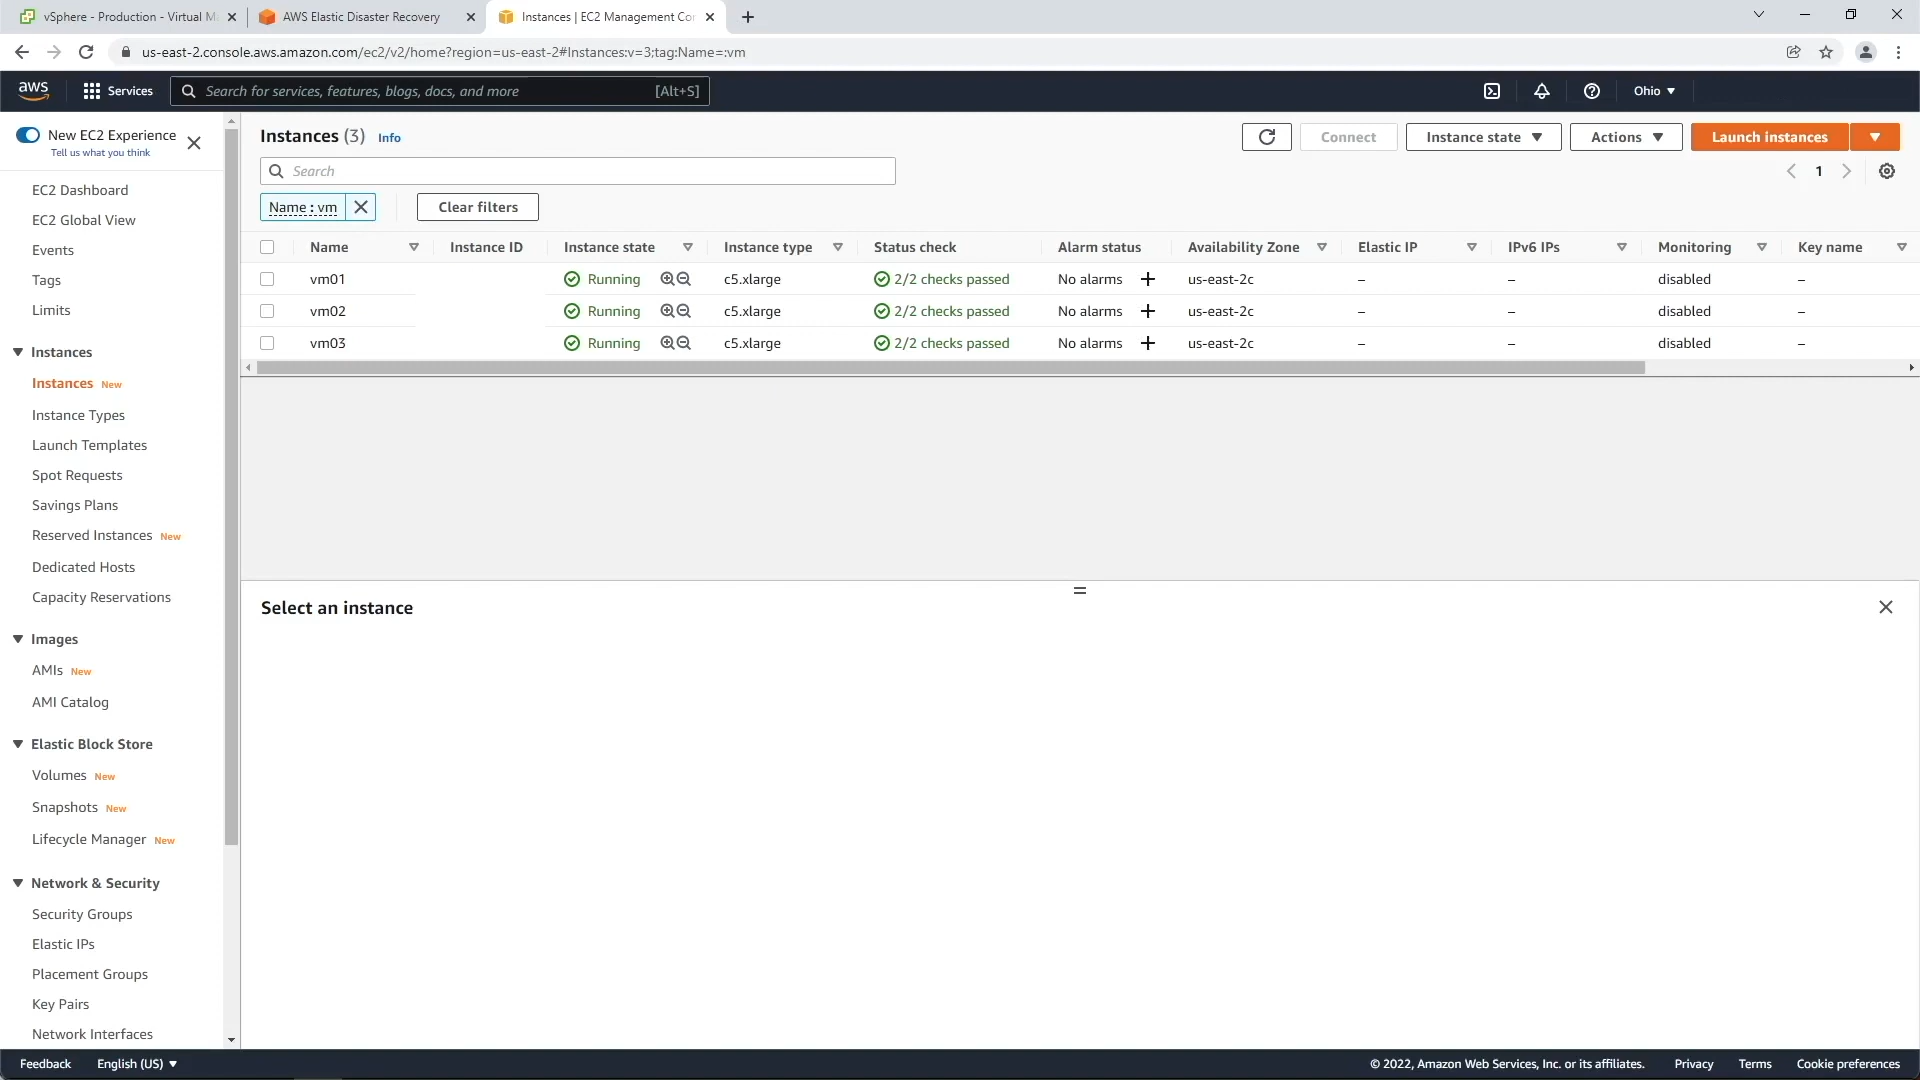 vSphere - Production - Virtual Ma
AWS Elastic Disaster Recovery
Instances | EC2 Management Con
us-east-2.console.aws.amazon.com/ec2/v2/home?region=us-east-2#Instances:v=3;tag:Name=:vm
aws
Services
Search for services, features, blogs, docs, and more
[Alt+S]
Ohio
New EC2 Experience
Tell us what you think
EC2 Dashboard
EC2 Global View
Events
Tags
Limits
Instances
Instances New
Instance Types
Launch Templates
Spot Requests
Savings Plans
Reserved Instances New
Dedicated Hosts
Capacity Reservations
Images
AMIs New
AMI Catalog
Elastic Block Store
Volumes New
Snapshots New
Lifecycle Manager New
Network & Security
Security Groups
Elastic IPs
Placement Groups
Key Pairs
Network Interfaces
Instances (3) Info
Connect
Instance state
Actions
Launch instances
Search
1
Name : vm
Clear filters
Name Instance ID Instance state Instance type Status check Alarm status Availability Zone Elastic IP IPv6 IPs Monitoring Key name
vm01 Running c5.xlarge 2/2 checks passed No alarms + us-east-2c – – disabled –
vm02 Running c5.xlarge 2/2 checks passed No alarms + us-east-2c – – disabled –
vm03 Running c5.xlarge 2/2 checks passed No alarms + us-east-2c – – disabled –
Select an instance
Feedback English (US)
© 2022, Amazon Web Services, Inc. or its affiliates. Privacy Terms Cookie preferences